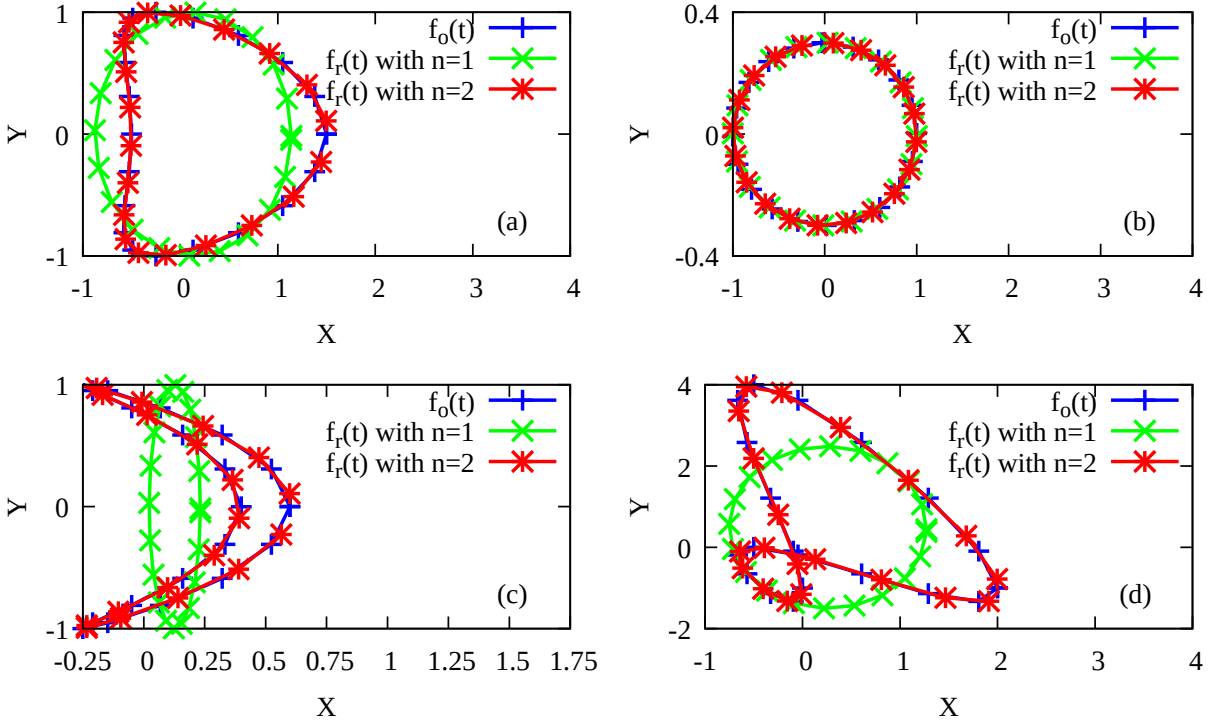 1
0
-1
-1
0
1
2
3
4
Y
X
f_o(t)
f_r(t) with n=1
f_r(t) with n=2
(a)
0.4
0
-0.4
-1
0
1
2
3
4
Y
X
f_o(t)
f_r(t) with n=1
f_r(t) with n=2
(b)
1
0
-1
-0.25
0
0.25
0.5
0.75
1
1.25
1.5
1.75
Y
X
f_o(t)
f_r(t) with n=1
f_r(t) with n=2
(c)
4
2
0
-2
-1
0
1
2
3
4
Y
X
f_o(t)
f_r(t) with n=1
f_r(t) with n=2
(d)